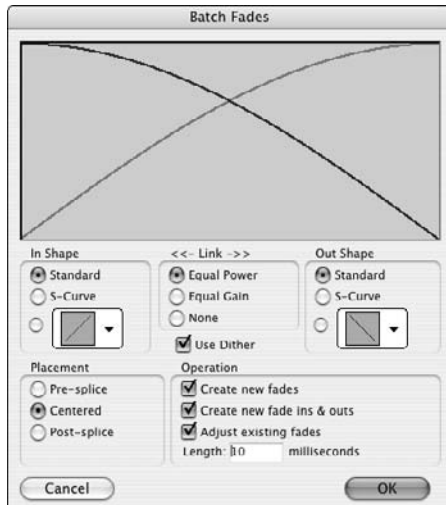 Batch Fades
In Shape
Standard
S-Curve
<<- Link ->>
Equal Power
Equal Gain
None
Use Dither
Out Shape
Standard
S-Curve
Placement
Pre-splice
Centered
Post-splice
Operation
Create new fades
Create new fade ins & outs
Adjust existing fades
Length: 10 milliseconds
Cancel
OK